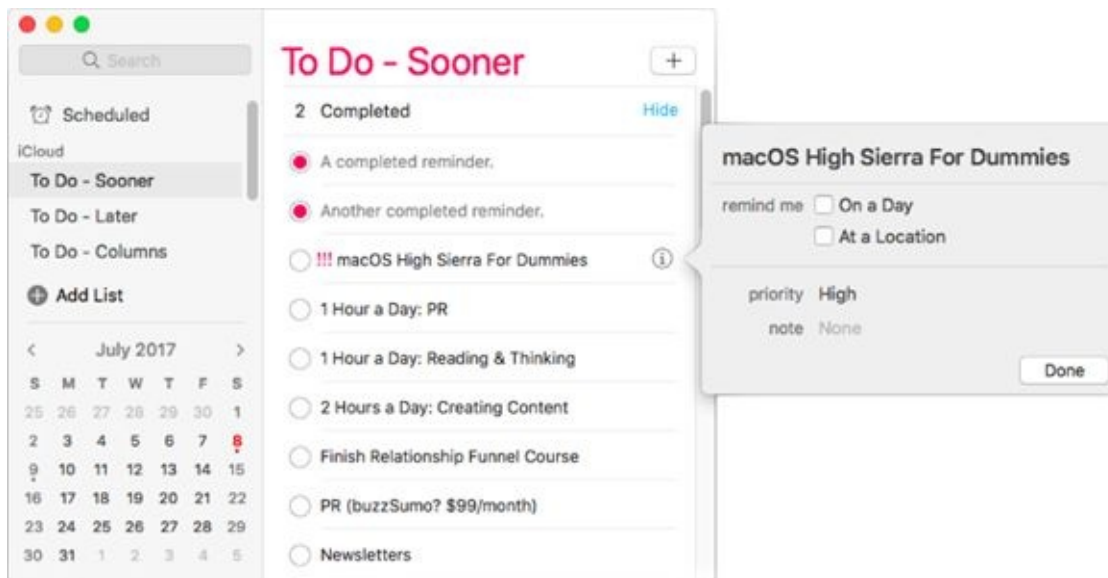 Search
Scheduled
iCloud
To Do - Sooner
To Do - Later
To Do - Columns
Add List
July 2017
S M T W T F S
25 26 27 28 29 30 1
2 3 4 5 6 7 8
9 10 11 12 13 14 15
16 17 18 19 20 21 22
23 24 25 26 27 28 29
30 31 1 2 3 4 5
To Do - Sooner
2 Completed Hide
A completed reminder.
Another completed reminder.
!!! macOS High Sierra For Dummies
1 Hour a Day: PR
1 Hour a Day: Reading & Thinking
2 Hours a Day: Creating Content
Finish Relationship Funnel Course
PR (buzzSumo? $99/month)
Newsletters
macOS High Sierra For Dummies
remind me On a Day
At a Location
priority High
note None
Done